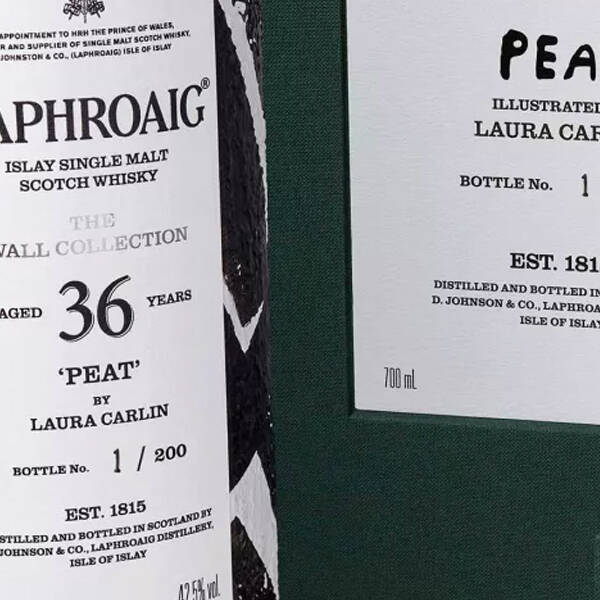 APPOINTMENT TO HRH THE PRINCE OF WALES,
AND SUPPLIER OF SINGLE MALT SCOTCH WHISKY,
JOHNSTON & CO., (LAPHROAIG) ISLE OF ISLAY
APHROAIG®
ISLAY SINGLE MALT
SCOTCH WHISKY
THE
WALL COLLECTION
AGED 36 YEARS
‘PEAT’
BY
LAURA CARLIN
BOTTLE No. 1 / 200
EST. 1815
STILLED AND BOTTLED IN SCOTLAND BY
JOHNSON & CO., LAPHROAIG DISTILLERY,
ISLE OF ISLAY
42.5% vol.
PEA
ILLUSTRATED
LAURA CAR
BOTTLE No. 1
EST. 181
DISTILLED AND BOTTLED IN
D. JOHNSON & CO., LAPHROA
ISLE OF ISLAY
700 mL